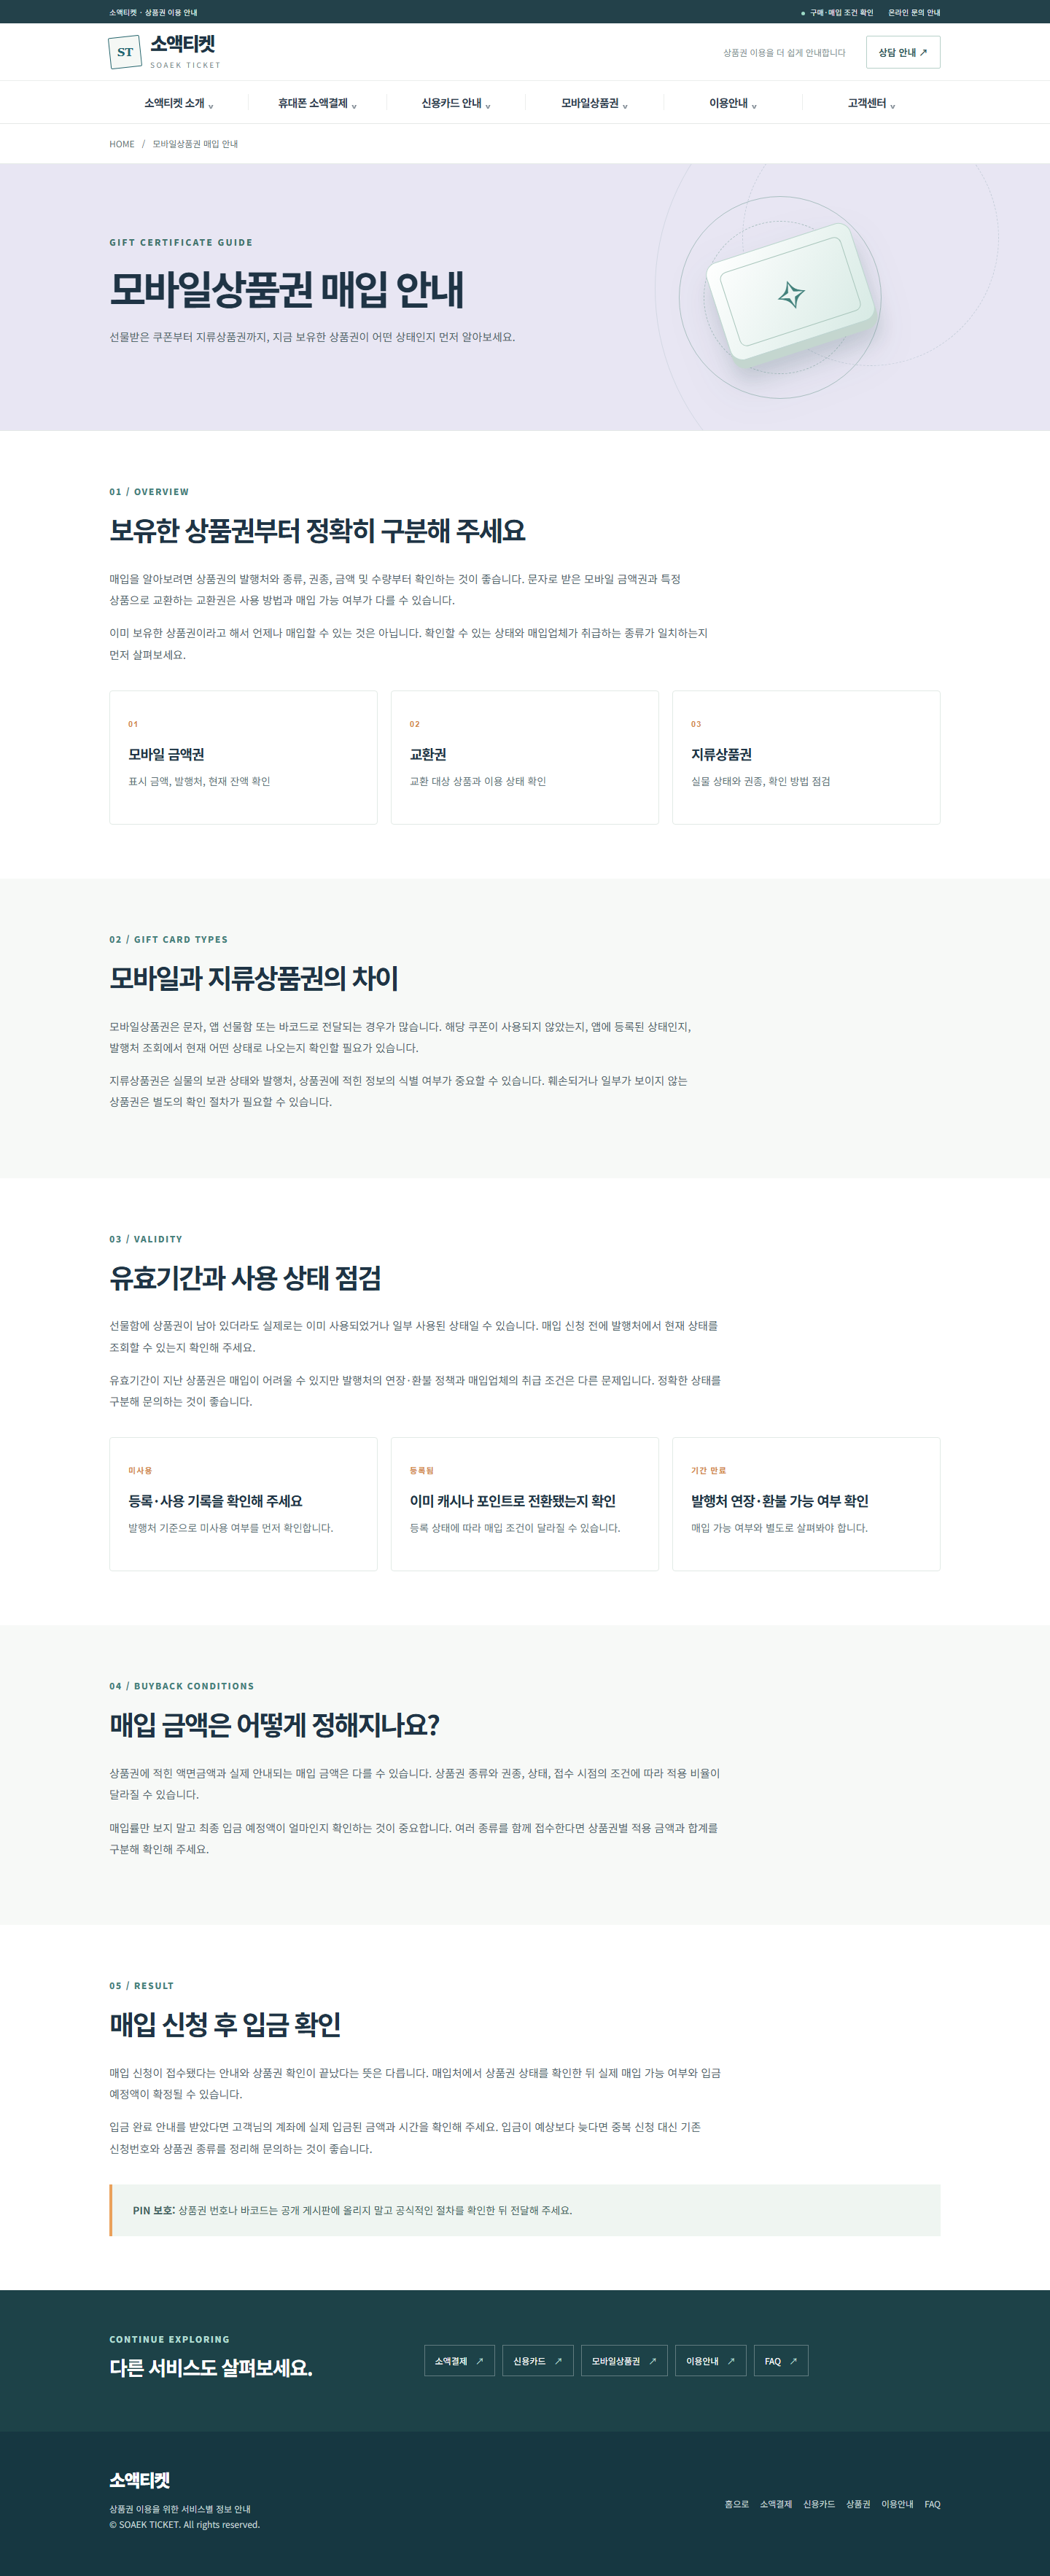 소액티켓 · 상품권 이용 안내
구매·매입 조건 확인 온라인 문의 안내
ST 소액티켓
SOAEK TICKET
상품권 이용을 더 쉽게 안내합니다
상담 안내 ↗
소액티켓 소개 휴대폰 소액결제 신용카드 안내 모바일상품권 이용안내 고객센터
HOME / 모바일상품권 매입 안내
GIFT CERTIFICATE GUIDE
모바일상품권 매입 안내
선물받은 쿠폰부터 지류상품권까지, 지금 보유한 상품권이 어떤 상태인지 먼저 알아보세요.
01 / OVERVIEW
보유한 상품권부터 정확히 구분해 주세요
매입을 알아보려면 상품권의 발행처와 종류, 권종, 금액 및 수량부터 확인하는 것이 좋습니다. 문자로 받은 모바일 금액권과 특정
상품으로 교환하는 교환권은 사용 방법과 매입 가능 여부가 다를 수 있습니다.
이미 보유한 상품권이라고 해서 언제나 매입할 수 있는 것은 아닙니다. 확인할 수 있는 상태와 매입업체가 취급하는 종류가 일치하는지
먼저 살펴보세요.
01
모바일 금액권
표시 금액, 발행처, 현재 잔액 확인
02
교환권
교환 대상 상품과 이용 상태 확인
03
지류상품권
실물 상태와 권종, 확인 방법 점검
02 / GIFT CARD TYPES
모바일과 지류상품권의 차이
모바일상품권은 문자, 앱 선물함 또는 바코드로 전달되는 경우가 많습니다. 해당 쿠폰이 사용되지 않았는지, 앱에 등록된 상태인지,
발행처 조회에서 현재 어떤 상태로 나오는지 확인할 필요가 있습니다.
지류상품권은 실물의 보관 상태와 발행처, 상품권에 적힌 정보의 식별 여부가 중요할 수 있습니다. 훼손되거나 일부가 보이지 않는
상품권은 별도의 확인 절차가 필요할 수 있습니다.
03 / VALIDITY
유효기간과 사용 상태 점검
선물함에 상품권이 남아 있더라도 실제로는 이미 사용되었거나 일부 사용된 상태일 수 있습니다. 매입 신청 전에 발행처에서 현재 상태를
조회할 수 있는지 확인해 주세요.
유효기간이 지난 상품권은 매입이 어려울 수 있지만 발행처의 연장·환불 정책과 매입업체의 취급 조건은 다른 문제입니다. 정확한 상태를
구분해 문의하는 것이 좋습니다.
미사용
등록·사용 기록을 확인해 주세요
발행처 기준으로 미사용 여부를 먼저 확인합니다.
등록됨
이미 캐시나 포인트로 전환됐는지 확인
등록 상태에 따라 매입 조건이 달라질 수 있습니다.
기간 만료
발행처 연장·환불 가능 여부 확인
매입 가능 여부와 별도로 살펴봐야 합니다.
04 / BUYBACK CONDITIONS
매입 금액은 어떻게 정해지나요?
상품권에 적힌 액면금액과 실제 안내되는 매입 금액은 다를 수 있습니다. 상품권 종류와 권종, 상태, 접수 시점의 조건에 따라 적용 비율이
달라질 수 있습니다.
매입률만 보지 말고 최종 입금 예정액이 얼마인지 확인하는 것이 중요합니다. 여러 종류를 함께 접수한다면 상품권별 적용 금액과 합계를
구분해 확인해 주세요.
05 / RESULT
매입 신청 후 입금 확인
매입 신청이 접수됐다는 안내와 상품권 확인이 끝났다는 뜻은 다릅니다. 매입처에서 상품권 상태를 확인한 뒤 실제 매입 가능 여부와 입금
예정액이 확정될 수 있습니다.
입금 완료 안내를 받았다면 고객님의 계좌에 실제 입금된 금액과 시간을 확인해 주세요. 입금이 예상보다 늦다면 중복 신청 대신 기존
신청번호와 상품권 종류를 정리해 문의하는 것이 좋습니다.
PIN 보호: 상품권 번호나 바코드는 공개 게시판에 올리지 말고 공식적인 절차를 확인한 뒤 전달해 주세요.
CONTINUE EXPLORING
다른 서비스도 살펴보세요.
소액결제 ↗ 신용카드 ↗ 모바일상품권 ↗ 이용안내 ↗ FAQ ↗
소액티켓
상품권 이용을 위한 서비스별 정보 안내
© SOAEK TICKET. All rights reserved.
홈으로 소액결제 신용카드 상품권 이용안내 FAQ